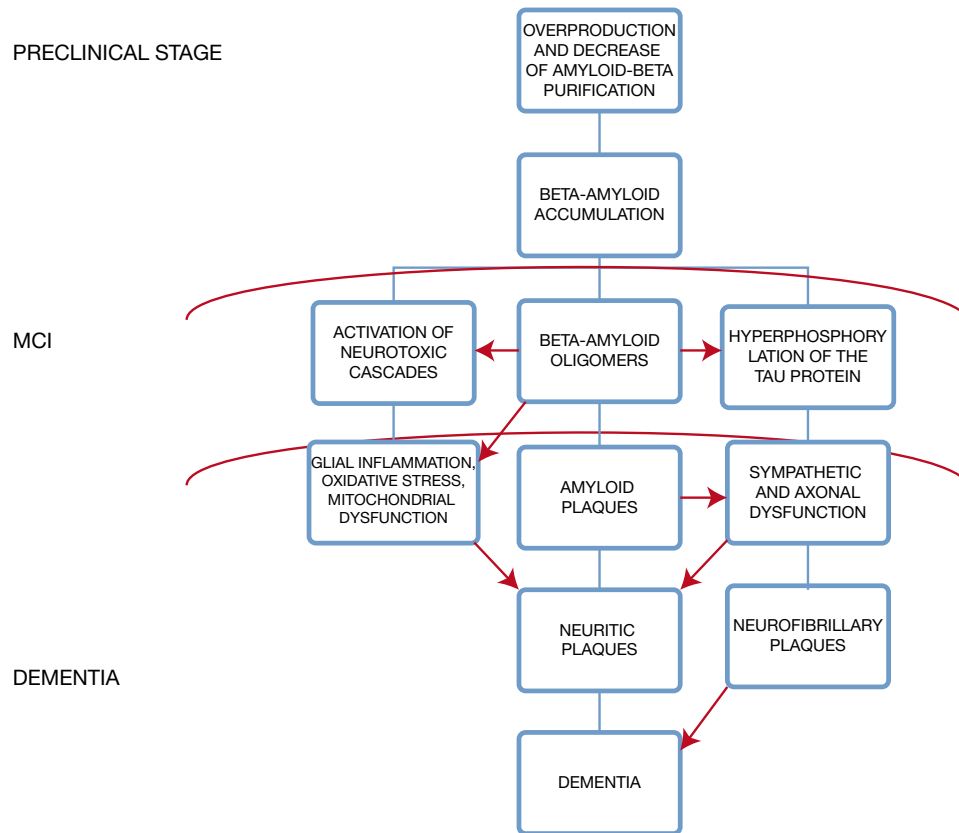 PRECLINICAL STAGE
OVERPRODUCTION
AND DECREASE
OF AMYLOID-BETA
PURIFICATION
BETA-AMYLOID
ACCUMULATION
MCI
ACTIVATION OF
NEUROTOXIC
CASCADES
BETA-AMYLOID
OLIGOMERS
HYPERPHOSPHORY
LATION OF THE
TAU PROTEIN
GLIAL INFLAMMATION,
OXIDATIVE STRESS,
MITOCHONDRIAL
DYSFUNCTION
AMYLOID
PLAQUES
SYMPATHETIC
AND AXONAL
DYSFUNCTION
NEURITIC
PLAQUES
NEUROFIBRILLARY
PLAQUES
DEMENTIA
DEMENTIA